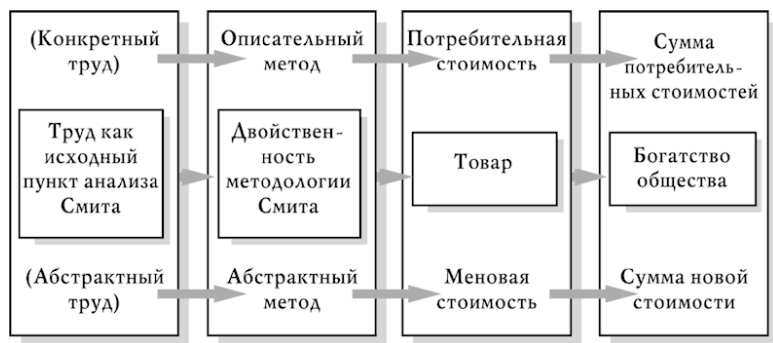 (Конкретный
труд)
Труд как
исходный
пункт анализа
Смита
(Абстрактный
труд)
Описательный
метод
Двойствен-
ность
методологии
Смита
Абстрактный
метод
Потребительная
стоимость
Товар
Меновая
стоимость
Сумма
потребитель-
ных стоимостей
Богатство
общества
Сумма новой
стоимости